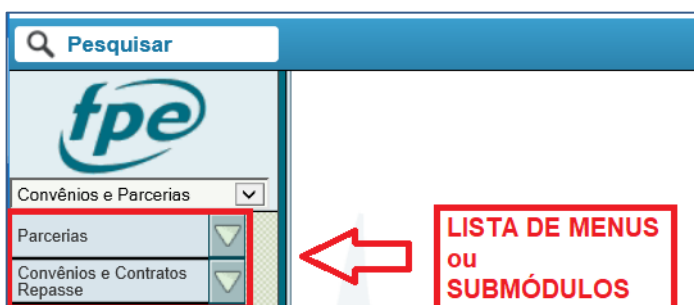 Pesquisar
fpe
Convênios e Parcerias
Parcerias
Convênios e Contratos
Repasse
LISTA DE MENUS
ou
SUBMÓDULOS